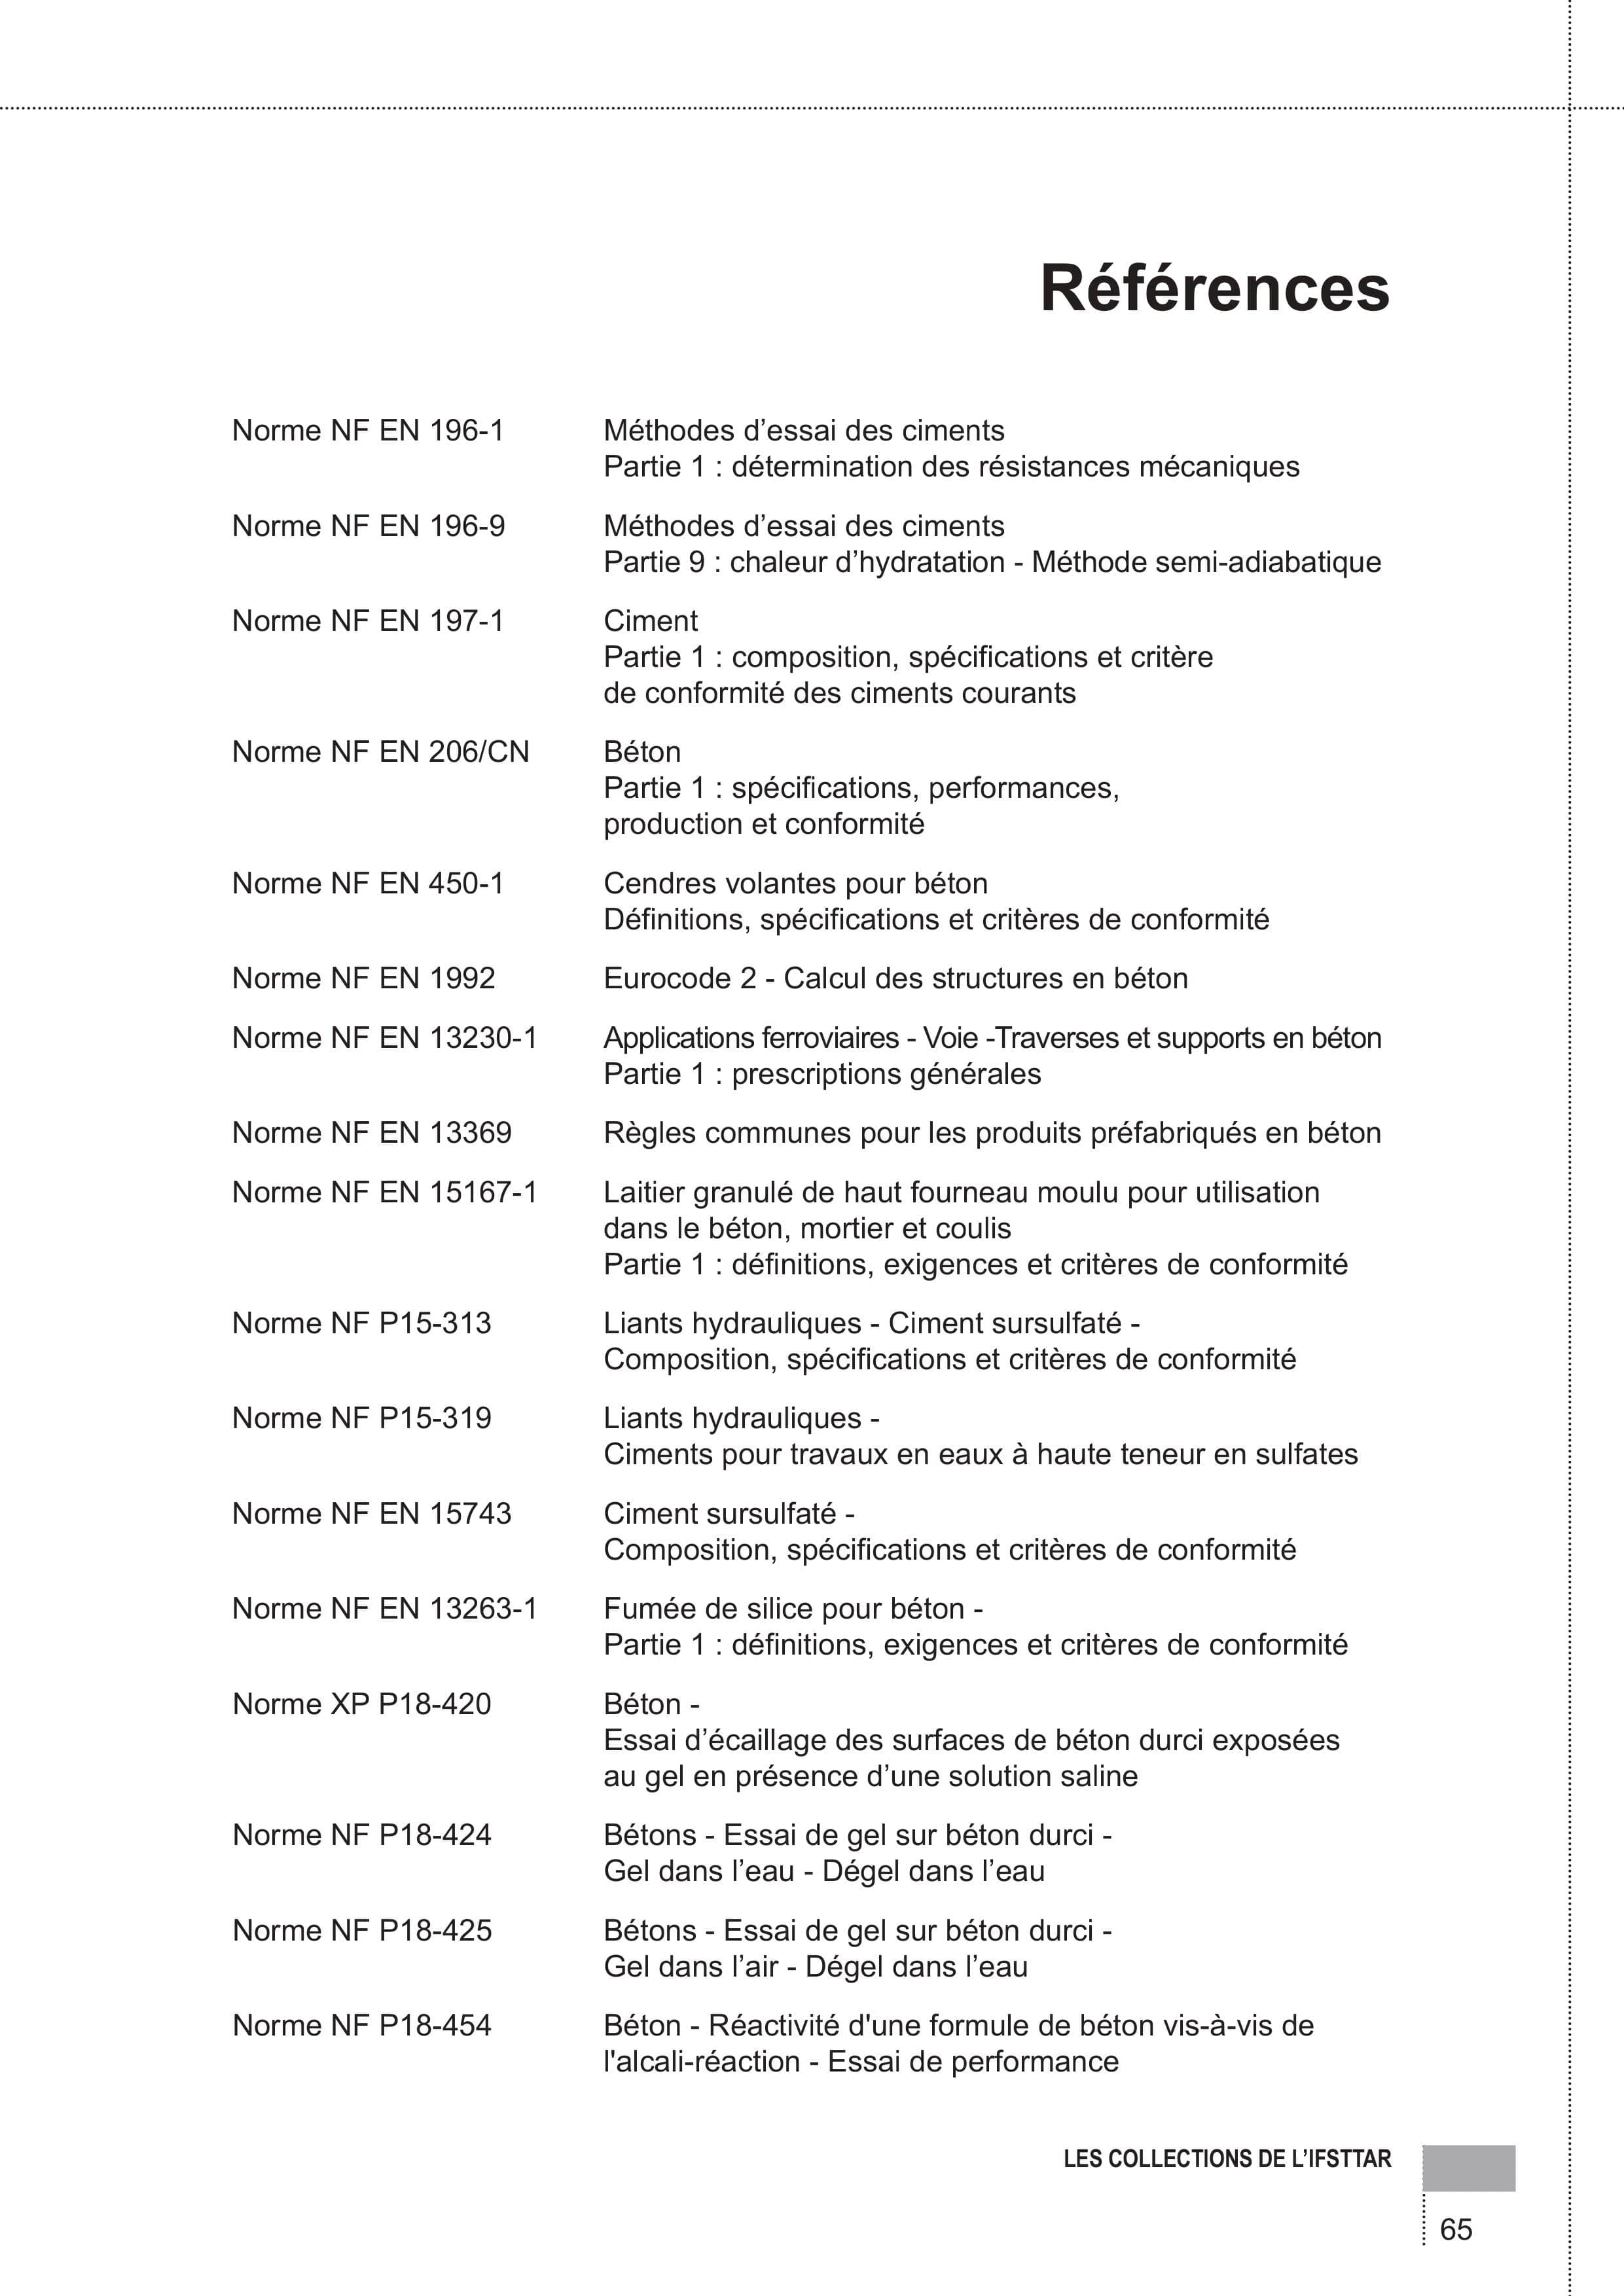 Références
Norme NF EN 196-1 Méthodes d’essai des ciments
Partie 1 : détermination des résistances mécaniques
Norme NF EN 196-9 Méthodes d’essai des ciments
Partie 9 : chaleur d’hydratation - Méthode semi-adiabatique
Norme NF EN 197-1 Ciment
Partie 1 : composition, spécifications et critère
de conformité des ciments courants
Norme NF EN 206/CN Béton
Partie 1 : spécifications, performances,
production et conformité
Norme NF EN 450-1 Cendres volantes pour béton
Définitions, spécifications et critères de conformité
Norme NF EN 1992 Eurocode 2 - Calcul des structures en béton
Norme NF EN 13230-1 Applications ferroviaires - Voie -Traverses et supports en béton
Partie 1 : prescriptions générales
Norme NF EN 13369 Règles communes pour les produits préfabriqués en béton
Norme NF EN 15167-1 Laitier granulé de haut fourneau moulu pour utilisation
dans le béton, mortier et coulis
Partie 1 : définitions, exigences et critères de conformité
Norme NF P15-313 Liants hydrauliques - Ciment sursulfaté -
Composition, spécifications et critères de conformité
Norme NF P15-319 Liants hydrauliques -
Ciments pour travaux en eaux à haute teneur en sulfates
Norme NF EN 15743 Ciment sursulfaté -
Composition, spécifications et critères de conformité
Norme NF EN 13263-1 Fumée de silice pour béton -
Partie 1 : définitions, exigences et critères de conformité
Norme XP P18-420 Béton -
Essai d’écaillage des surfaces de béton durci exposées
au gel en présence d’une solution saline
Norme NF P18-424 Bétons - Essai de gel sur béton durci -
Gel dans l’eau - Dégel dans l’eau
Norme NF P18-425 Bétons - Essai de gel sur béton durci -
Gel dans l’air - Dégel dans l’eau
Norme NF P18-454 Béton - Réactivité d'une formule de béton vis-à-vis de
l'alcali-réaction - Essai de performance
LES COLLECTIONS DE L’IFSTTAR
65